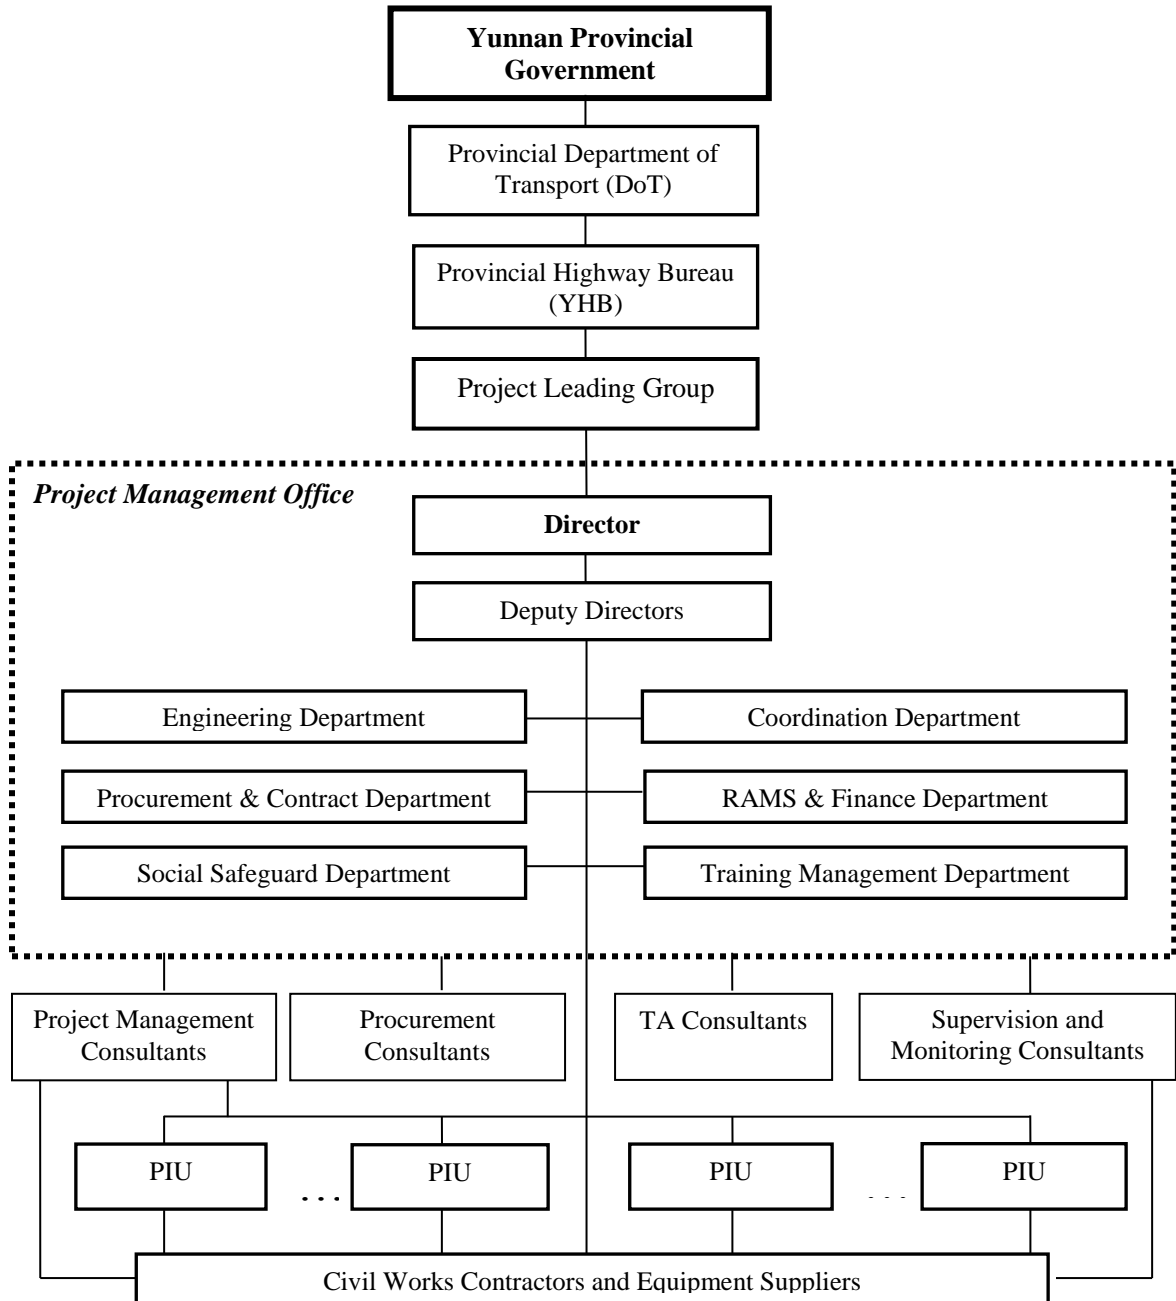 Yunnan Provincial
Government
Provincial Department of
Transport (DoT)
Provincial Highway Bureau
(YHB)
Project Leading Group
Project Management Office
Director
Deputy Directors
Engineering Department
Coordination Department
Procurement & Contract Department
RAMS & Finance Department
Social Safeguard Department
Training Management Department
Project Management
Consultants
Procurement
Consultants
TA Consultants
Supervision and
Monitoring Consultants
PIU
. . .
PIU
PIU
. . .
PIU
Civil Works Contractors and Equipment Suppliers